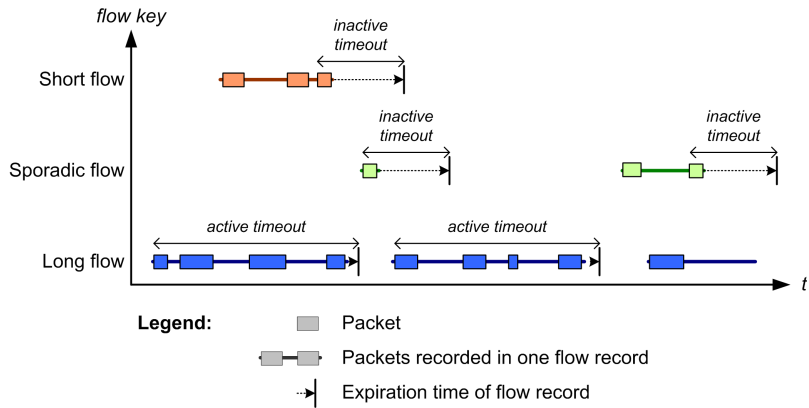 flow key
inactive
timeout
Short flow
inactive
timeout
inactive
timeout
Sporadic flow
active timeout
active timeout
Long flow
t
Legend:
Packet
Packets recorded in one flow record
Expiration time of flow record